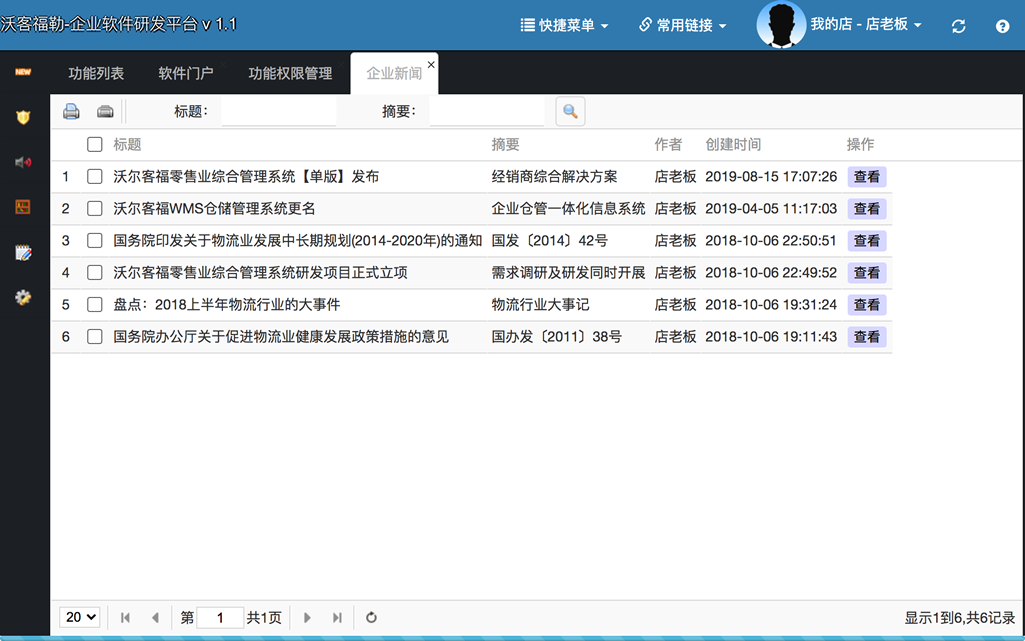 沃客福勒-企业软件研发平台 v 1.1
快捷菜单
常用链接
我的店 - 店老板
NEW
功能列表
软件门户
功能权限管理
企业新闻
标题：
摘要：
标题 摘要 作者 创建时间 操作
1 沃尔客福零售业综合管理系统【单版】发布 经销商综合解决方案 店老板 2019-08-15 17:07:26 查看
2 沃尔客福WMS仓储管理系统更名 企业仓管一体化信息系统 店老板 2019-04-05 11:17:03 查看
3 国务院印发关于物流业发展中长期规划(2014-2020年)的通知 国发〔2014〕42号 店老板 2018-10-06 22:50:51 查看
4 沃尔客福零售业综合管理系统研发项目正式立项 需求调研及研发同时开展 店老板 2018-10-06 22:49:52 查看
5 盘点：2018上半年物流行业的大事件 物流行业大事记 店老板 2018-10-06 19:31:24 查看
6 国务院办公厅关于促进物流业健康发展政策措施的意见 国办发〔2011〕38号 店老板 2018-10-06 19:11:43 查看
20 第 1 共1页 显示1到6,共6记录